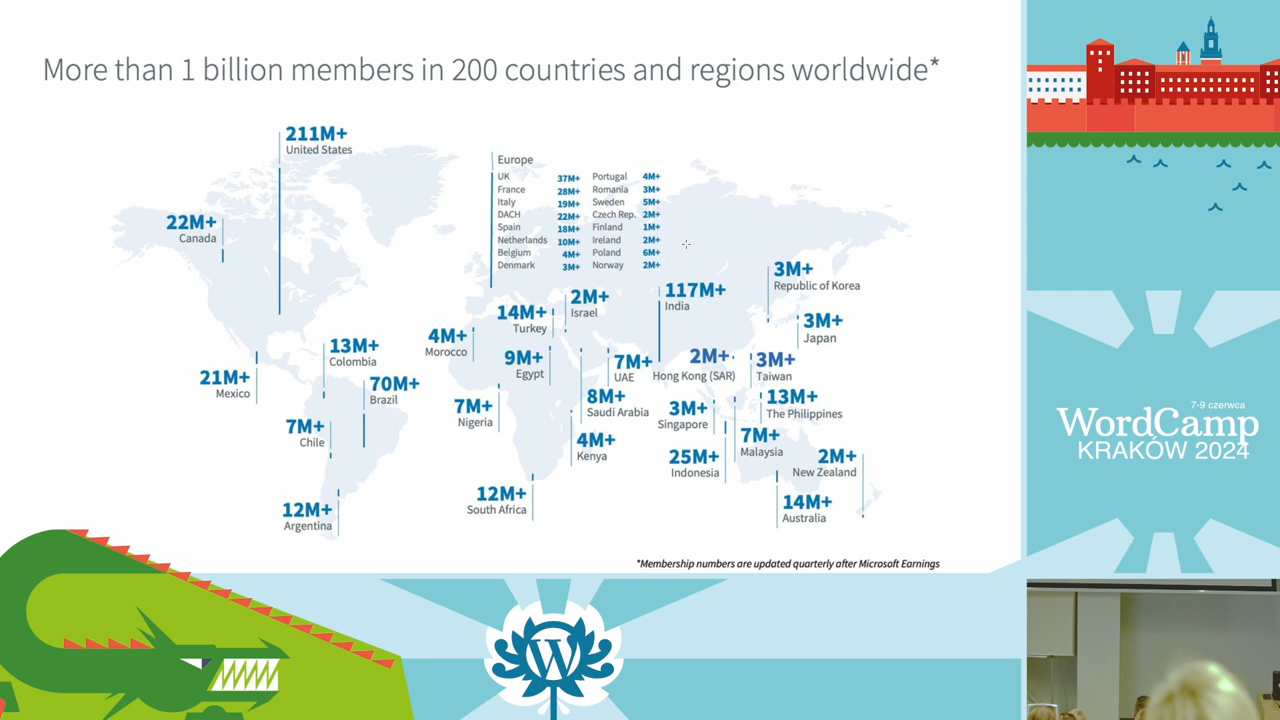 More than 1 billion members in 200 countries and regions worldwide*
211M+
United States
22M+
Canada
Europe
UK 37M+ Portugal 4M+
France 28M+ Romania 3M+
Italy 19M+ Sweden 5M+
DACH 22M+ Czech Rep. 2M+
Spain 18M+ Finland 1M+
Netherlands 10M+ Ireland 2M+
Belgium 4M+ Poland 6M+
Denmark 3M+ Norway 2M+
3M+
Republic of Korea
117M+
India
2M+
Israel
14M+
Turkey
3M+
Japan
4M+
Morocco
13M+
Colombia
9M+
Egypt
7M+
UAE
2M+
Hong Kong (SAR)
3M+
Taiwan
21M+
Mexico
70M+
Brazil
8M+
Saudi Arabia
13M+
The Philippines
7M+
Nigeria
3M+
Singapore
7M+
Chile
4M+
Kenya
7M+
Malaysia
25M+
Indonesia
2M+
New Zealand
12M+
South Africa
14M+
Australia
12M+
Argentina
*Membership numbers are updated quarterly after Microsoft Earnings
7-9 czerwca
WordCamp
KRAKÓW 2024
W